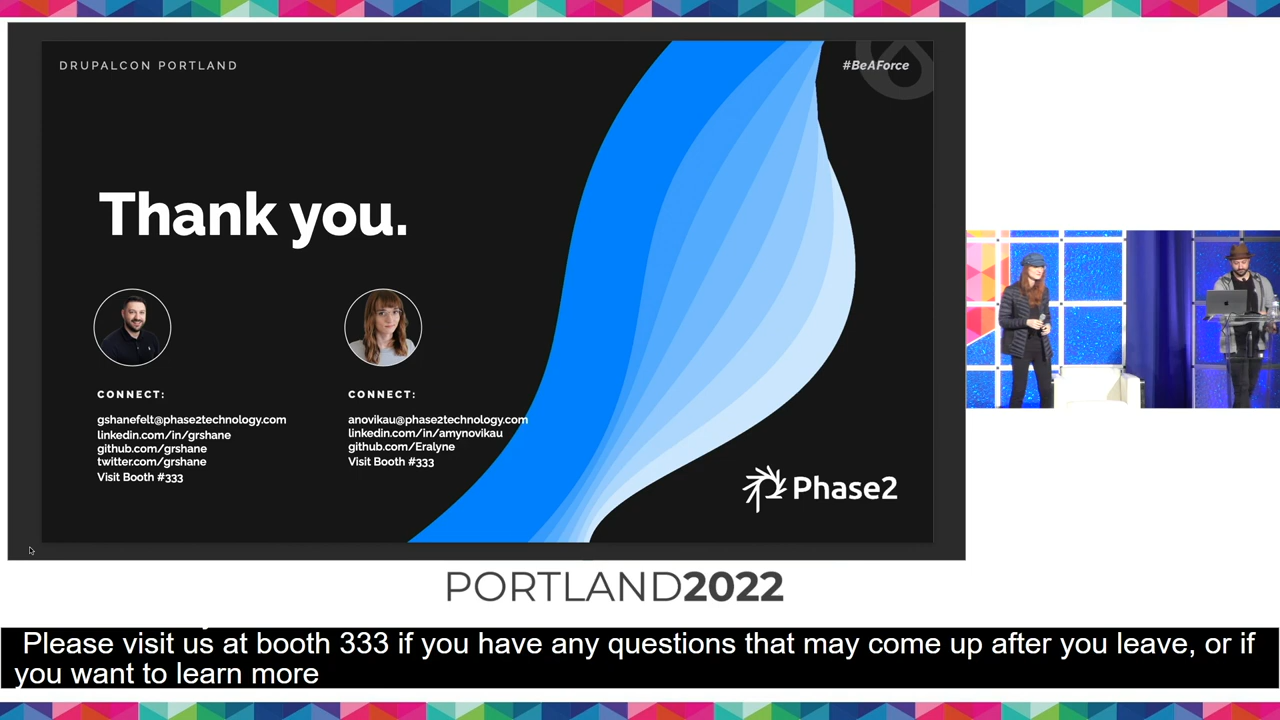 DRUPALCON PORTLAND
#BeAForce
Thank you.
CONNECT:
gshanefelt@phase2technology.com
linkedin.com/in/grshane
github.com/grshane
twitter.com/grshane
Visit Booth #333
CONNECT:
anovikau@phase2technology.com
linkedin.com/in/amynovikau
github.com/Eralyne
Visit Booth #333
Phase2
PORTLAND2022
Please visit us at booth 333 if you have any questions that may come up after you leave, or if
you want to learn more